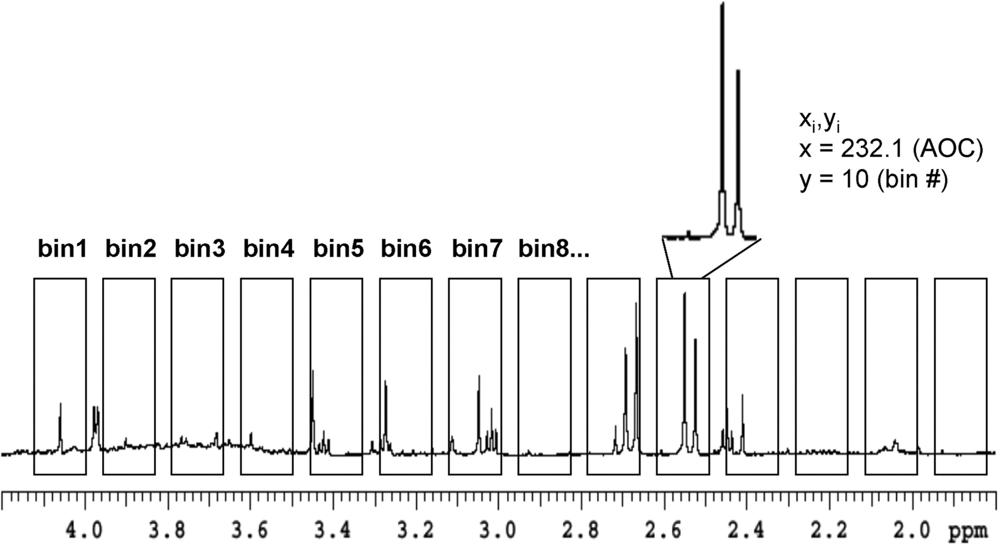 xi,yi
x = 232.1 (AOC)
y = 10 (bin #)
bin1 bin2 bin3 bin4 bin5 bin6 bin7 bin8...
4.0 3.8 3.6 3.4 3.2 3.0 2.8 2.6 2.4 2.2 2.0 ppm